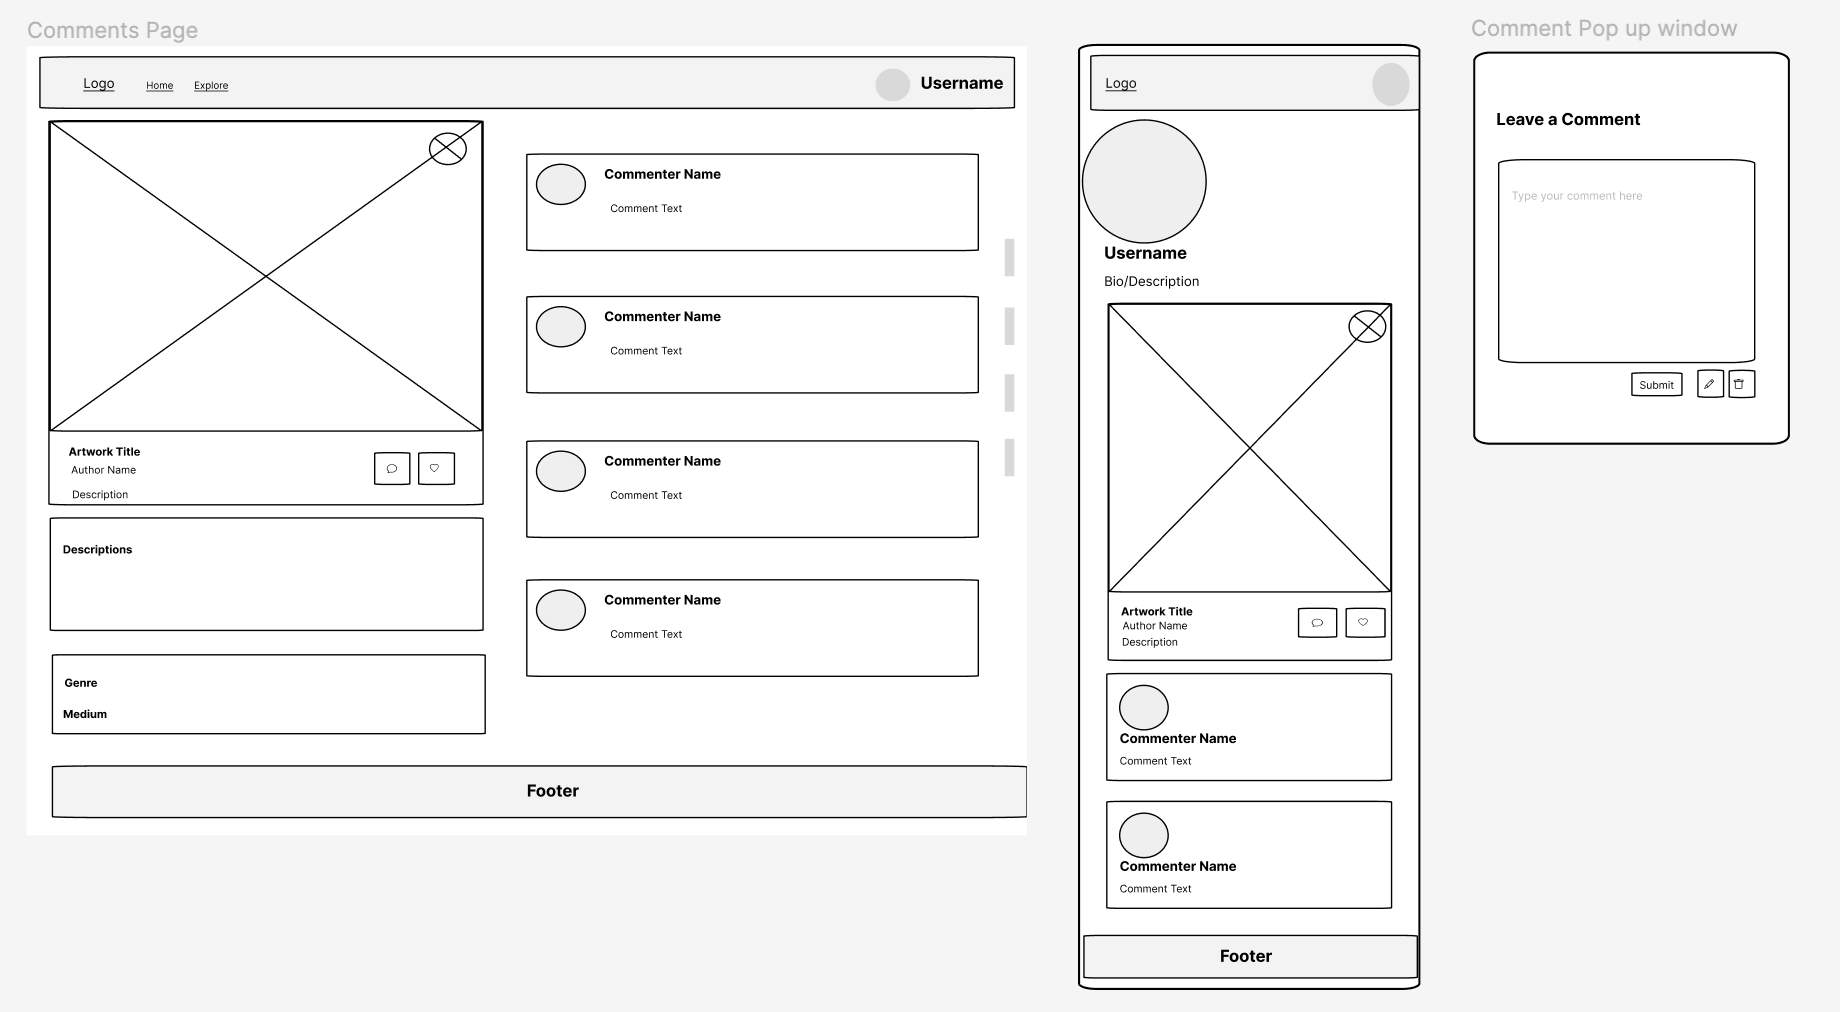 Comments Page
Logo
Home
Explore
Username
Artwork Title
Author Name
Description
Descriptions
Genre
Medium
Commenter Name
Comment Text
Commenter Name
Comment Text
Commenter Name
Comment Text
Commenter Name
Comment Text
Footer
Logo
Username
Bio/Description
Artwork Title
Author Name
Description
Commenter Name
Comment Text
Commenter Name
Comment Text
Footer
Comment Pop up window
Leave a Comment
Type your comment here
Submit